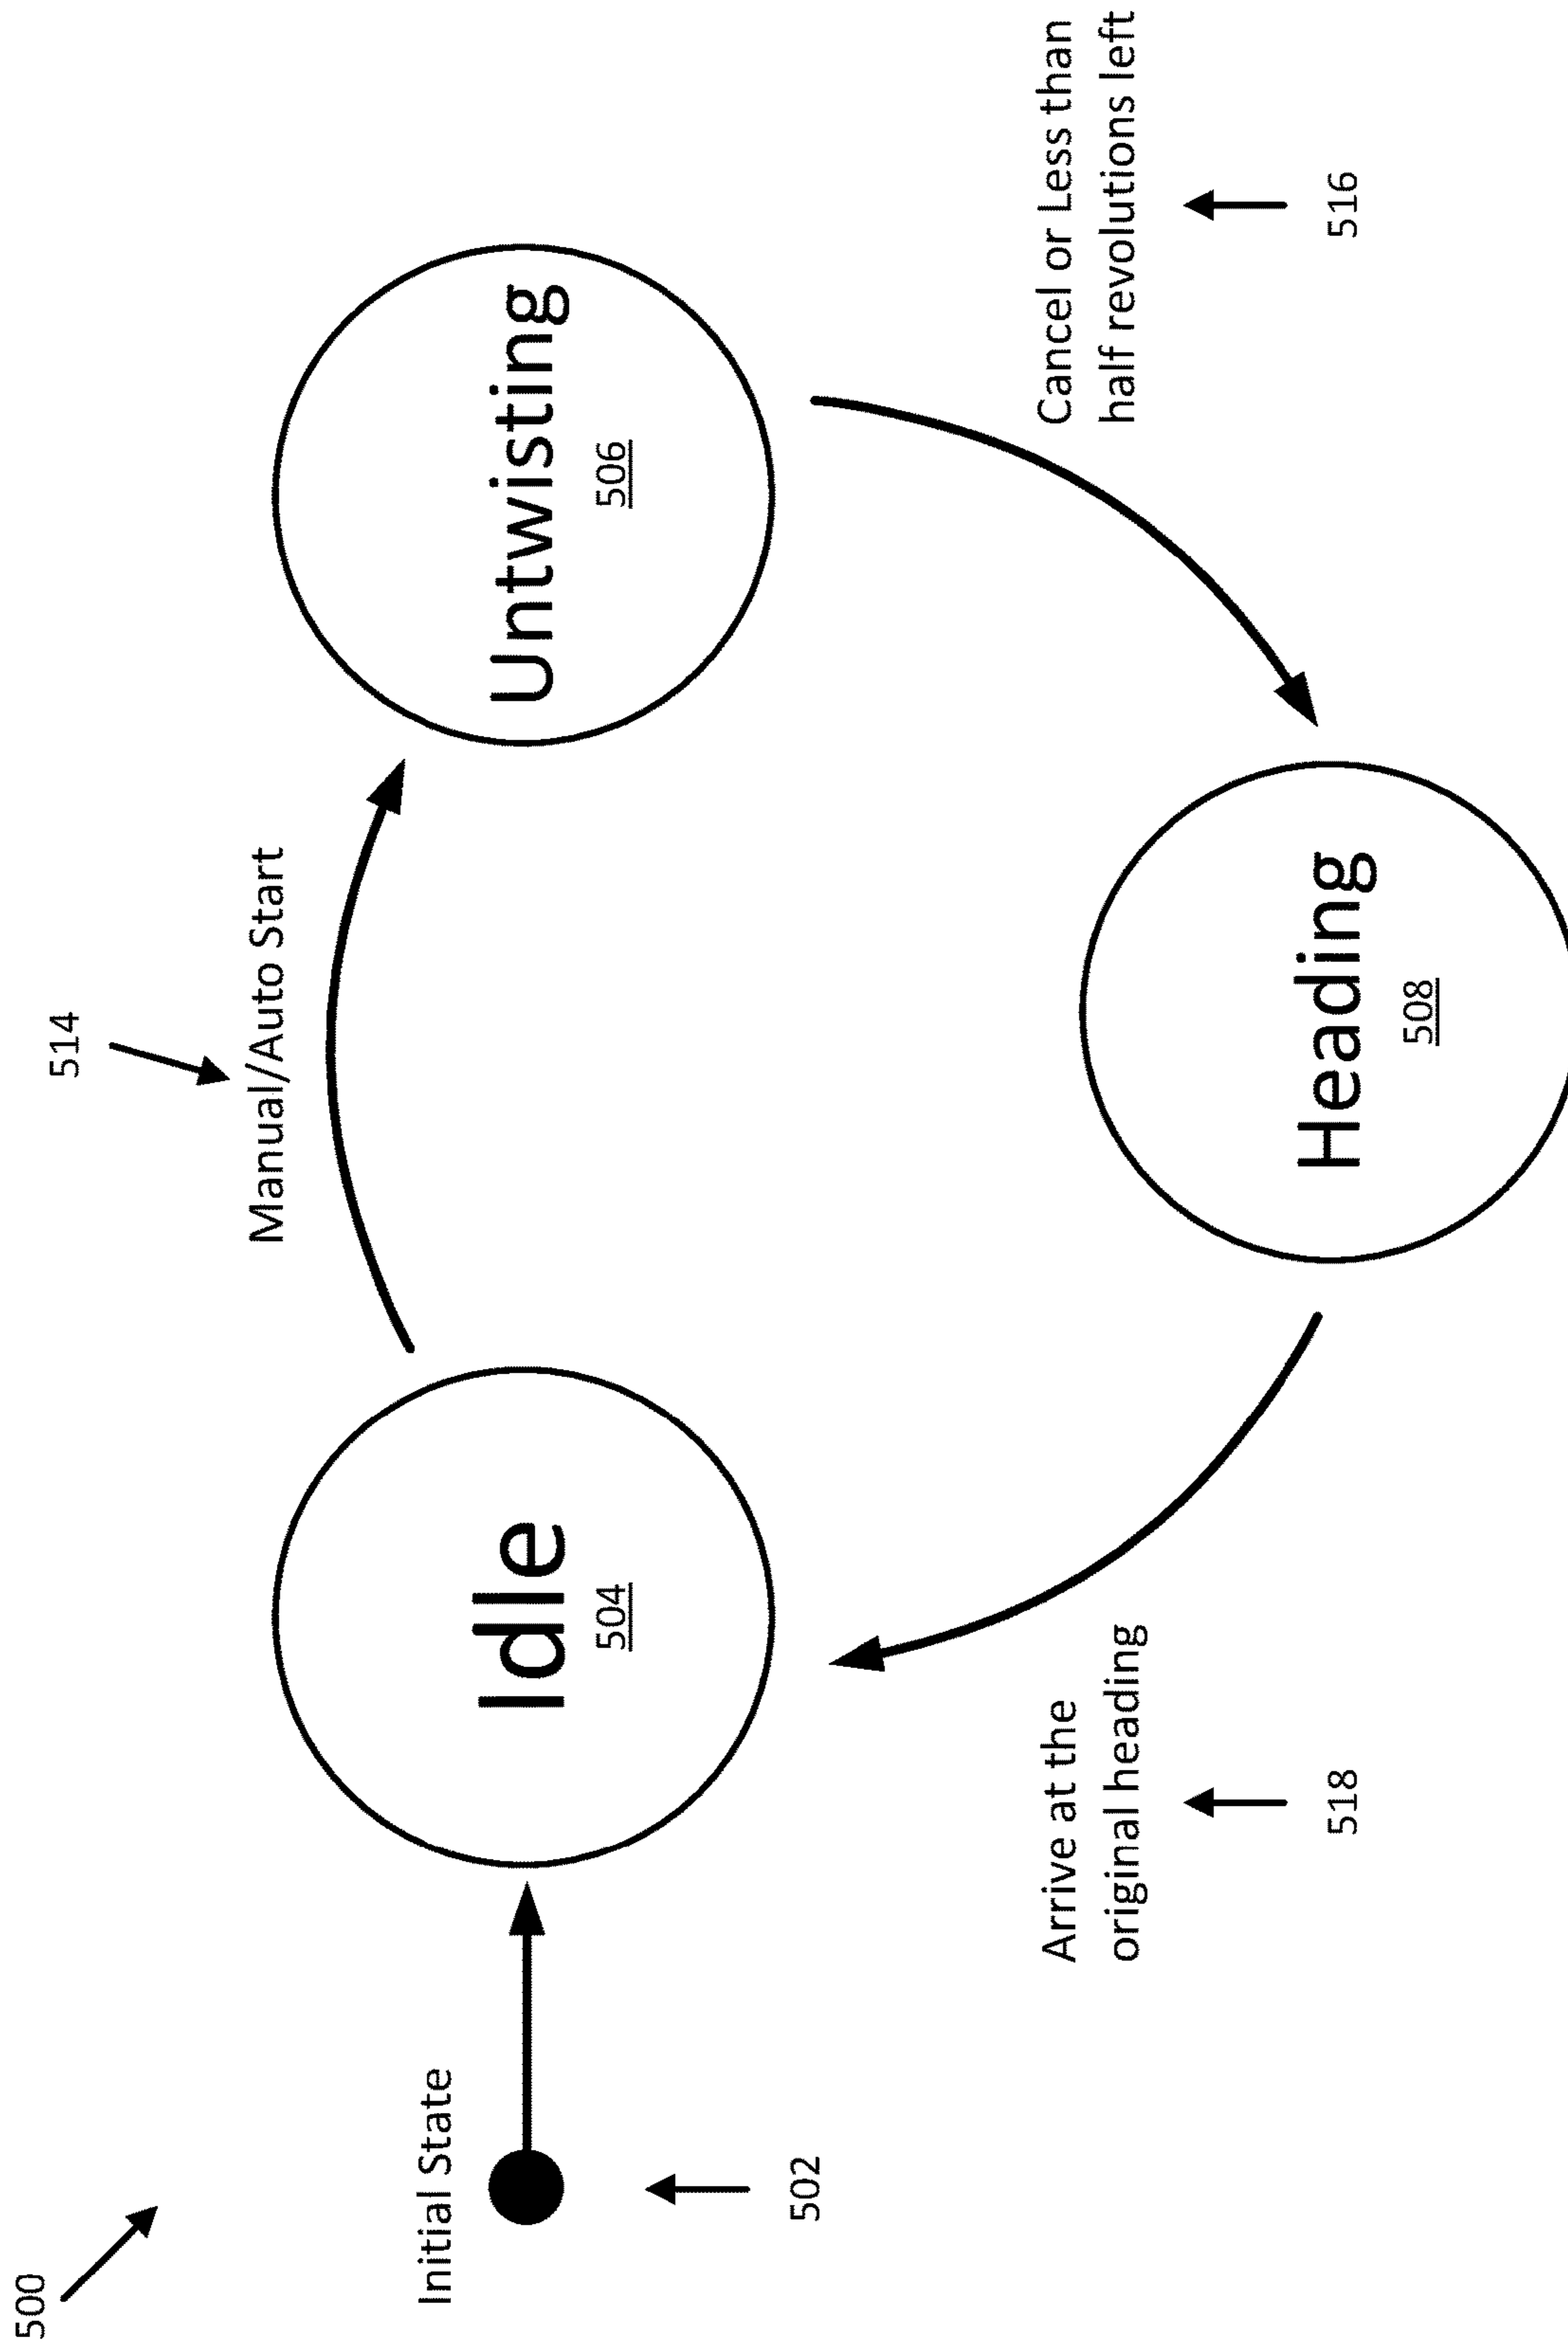 500
514
Manual/Auto Start
Initial State
502
Idle
504
Untwisting
506
Arrive at the
original heading
518
Heading
508
Cancel or Less than
half revolutions left
516